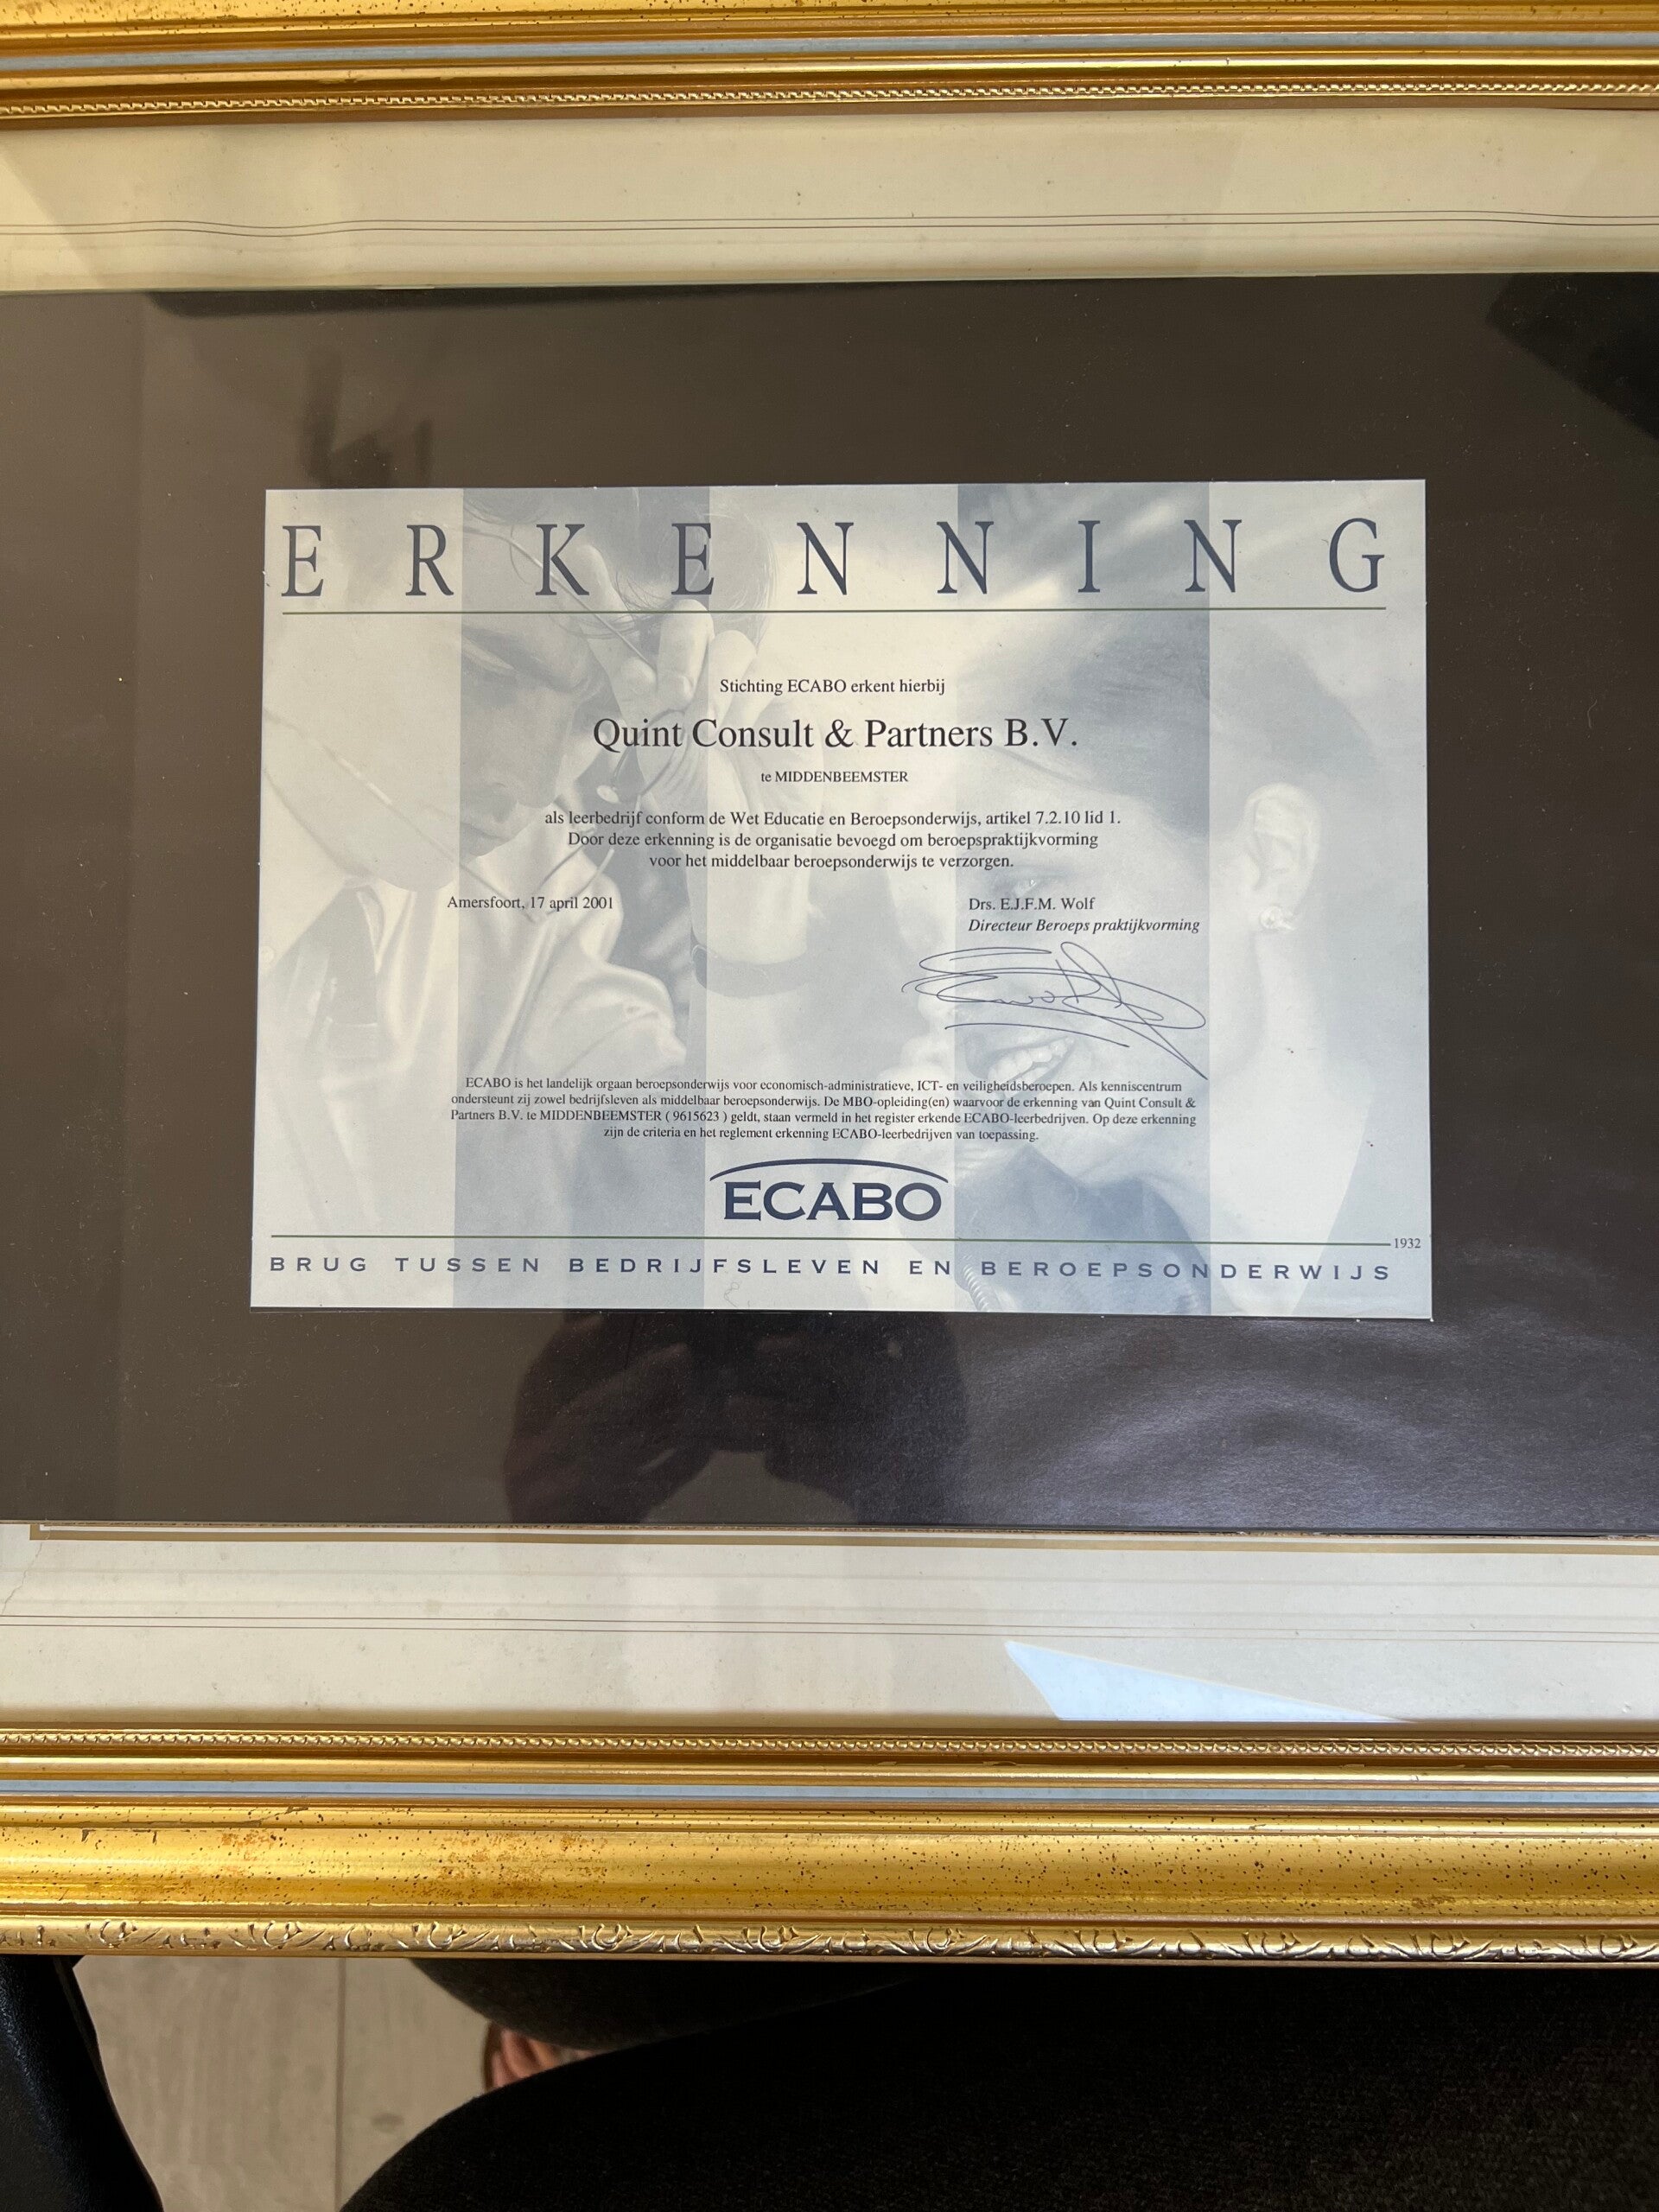 ERKENNING
Stichting ECABO erkent hierbij
Quint Consult & Partners B.V.
te MIDDENBEEMSTER
als leerbedrijf conform de Wet Educatie en Beroepsonderwijs, artikel 7.2.10 lid 1.
Door deze erkenning is de organisatie bevoegd om beroepspraktijkvorming
voor het middelbaar beroepsonderwijs te verzorgen.
Amersfoort, 17 april 2001
Drs. E.J.F.M. Wolf
Directeur Beroeps praktijkvorming
ECABO is het landelijk orgaan beroepsonderwijs voor economisch-administratieve, ICT- en veiligheidsberoepen. Als kenniscentrum
ondersteunt zij zowel bedrijfsleven als middelbaar beroepsonderwijs. De MBO-opleiding(en) waarvoor de erkenning van Quint Consult &
Partners B.V. te MIDDENBEEMSTER ( 9615623 ) geldt, staan vermeld in het register erkende ECABO-leerbedrijven. Op deze erkenning
zijn de criteria en het reglement erkenning ECABO-leerbedrijven van toepassing.
ECABO
1932
BRUG TUSSEN BEDRIJFSLEVEN EN BEROEPSONDERWIJS